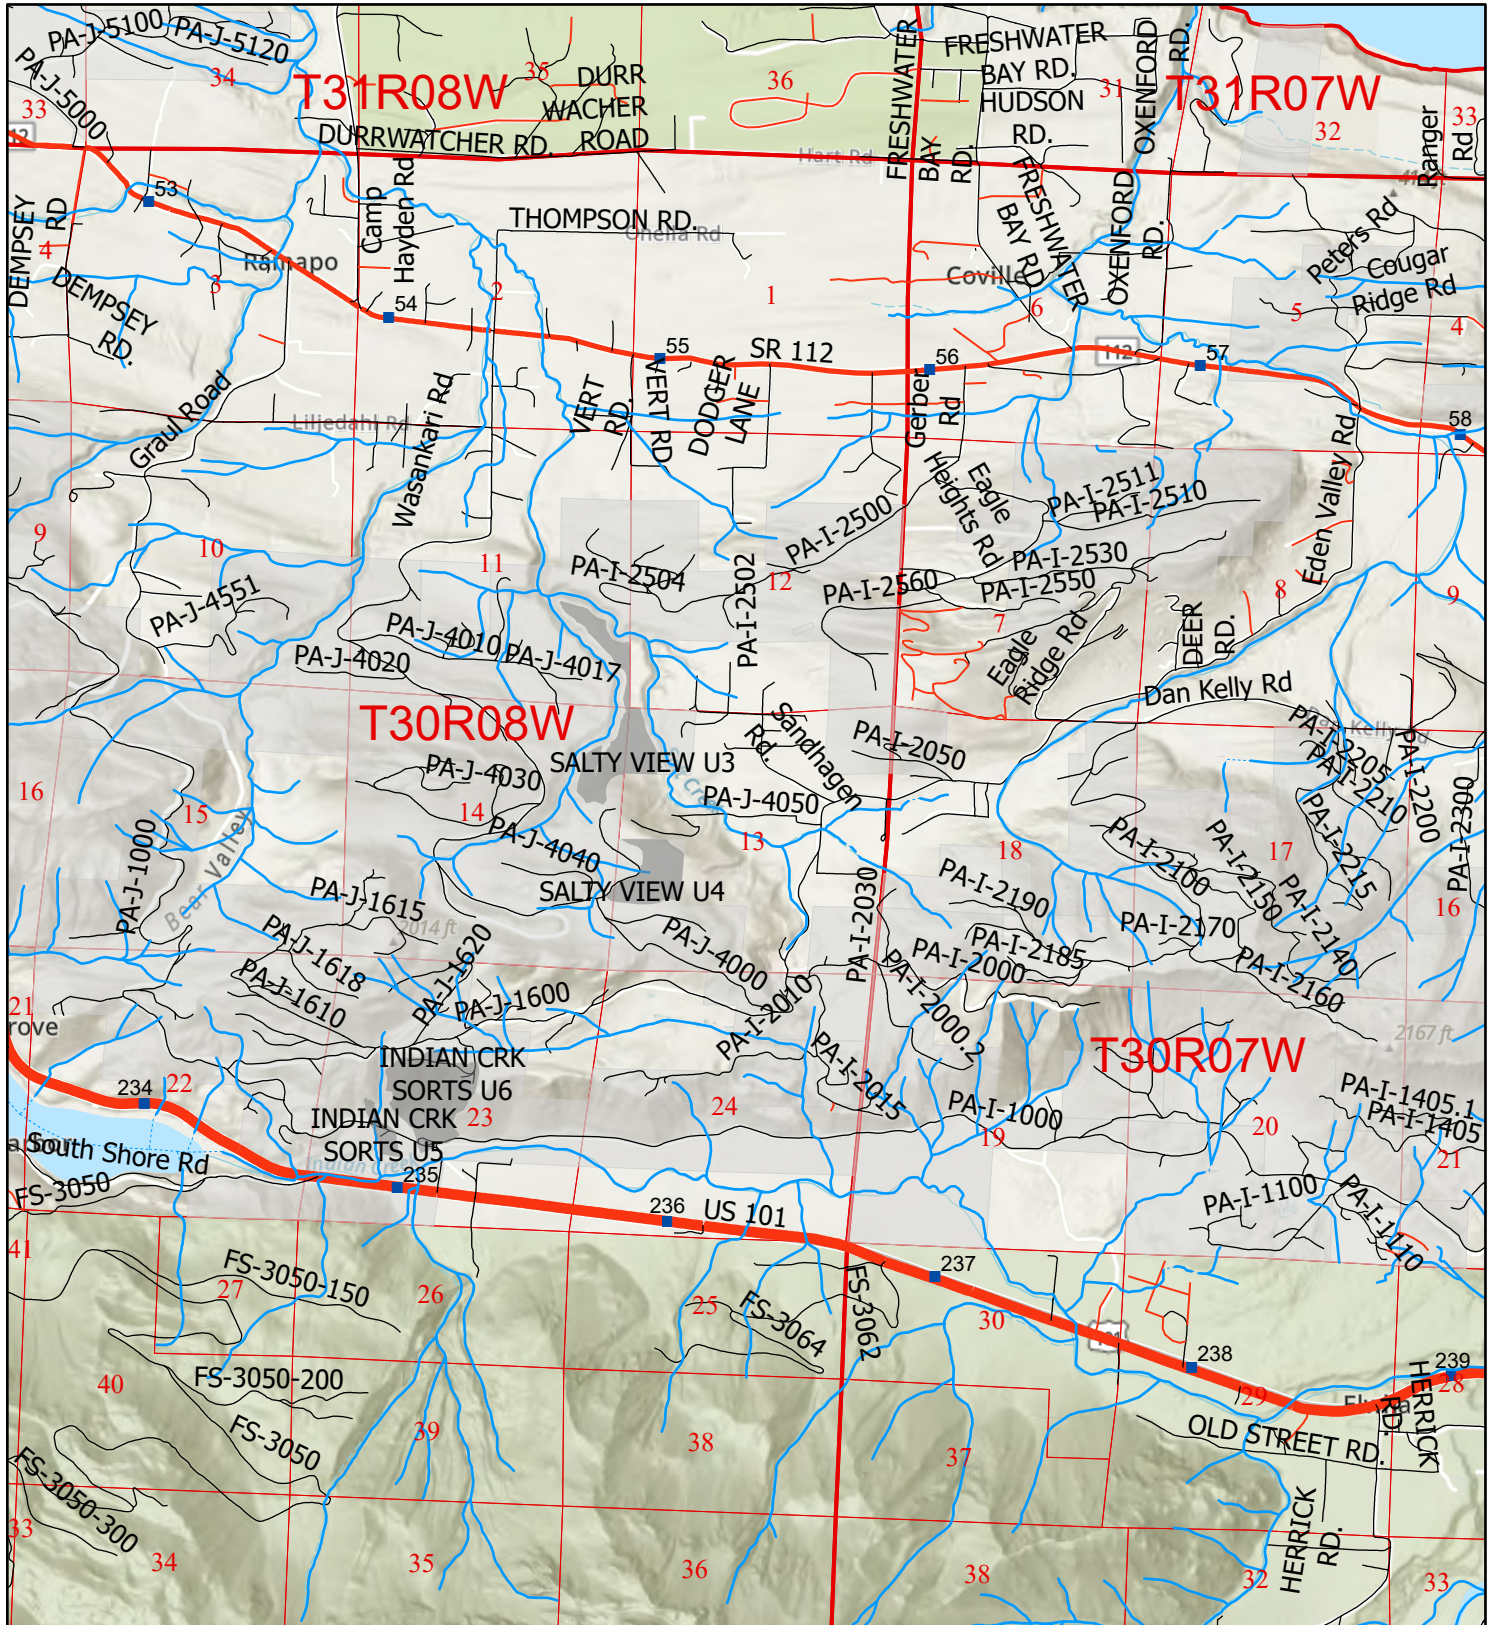 PA-J-5100
PA-J-5120
PA-J-5000
34
33
T31R08W
35
DURR
WACHER
ROAD
DURRWATCHER RD.
36
FRESHWATER
BAY
RD.
FRESHWATER
BAY RD.
HUDSON
RD.
31
OXENFORD
RD.
T31R07W
32
33
Ranger
Rd
Hart Rd
112
53
DEMPSEY
RD
4
DEMPSEY
RD.
3
Ramapo
Camp
Hayden Rd
54
2
THOMPSON RD.
Chella Rd
1
55
SR 112
FRESHWATER
BAY RD
Coville
6
OXENFORD
RD.
56
112
57
5
Peters Rd
Cougar
Ridge Rd
4
58
Graul Road
Liljedahl Rd
Wasankari Rd
VERT
RD.
VERT RD
DODGER
LANE
Gerber
Rd
Eagle
Heights Rd
PA-I-2511
PA-I-2510
Eden Valley Rd
9
10
11
PA-I-2504
PA-I-2502
12
PA-I-2500
PA-I-2560
PA-I-2530
PA-I-2550
7
8
9
PA-J-4551
PA-J-4010
PA-J-4017
PA-J-4020
Eagle
Ridge Rd
DEER
RD.
Dan Kelly Rd
Dan Kelly Rd
T30R08W
SALTY VIEW U3
Sandhagen
Rd.
PA-I-2050
PA-I-2205
PA-I-2210
PA-I-2200
PA-I-2300
16
15
PA-J-4030
14
PA-J-4050
13
18
17
PA-I-2215
PA-J-1000
Bear Valley
PA-J-4040
SALTY VIEW U4
PA-I-2100
PA-I-2150
PA-I-2140
16
PA-J-1615
2014 ft
PA-I-2030
PA-I-2190
PA-I-2170
PA-J-1618
PA-J-1620
PA-J-4000
PA-I-2000
PA-I-2185
PA-I-2160
PA-J-1610
PA-J-1600
PA-I-2010
PA-I-2000.2
21
rove
INDIAN CRK
SORTS U6
PA-I-2015
T30R07W
2167 ft
234
22
INDIAN CRK
SORTS U5
23
24
PA-I-1000
19
20
PA-I-1405.1
PA-I-1405
21
South Shore Rd
Indian Creek
235
FS-3050
236
US 101
PA-I-1100
PA-I-1110
41
27
FS-3050-150
26
25
FS-3064
FS-3062
237
30
101
238
239
28
40
FS-3050-200
39
38
37
29
Elwha
HERRICK
RD.
FS-3050
OLD STREET RD.
FS-3050-300
33
34
35
36
38
HERRICK
RD.
32
33